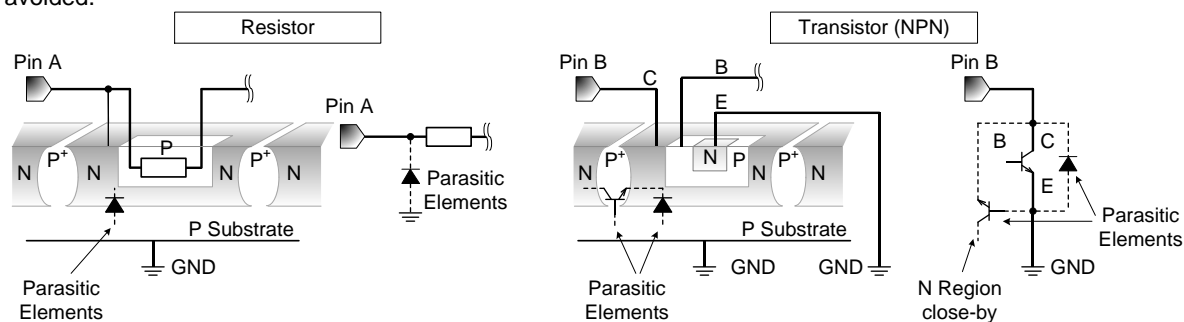 avoided.
Resistor
Transistor (NPN)
Pin A
Pin B
C
B
E
Pin B
Pin A
P
N
P+
N
N
P+
N
Parasitic
Elements
P Substrate
GND
Parasitic
Elements
N
P+
N
N
P
N
P+
N
P Substrate
GND
GND
Parasitic
Elements
B
C
E
Parasitic
Elements
GND
N Region
close-by